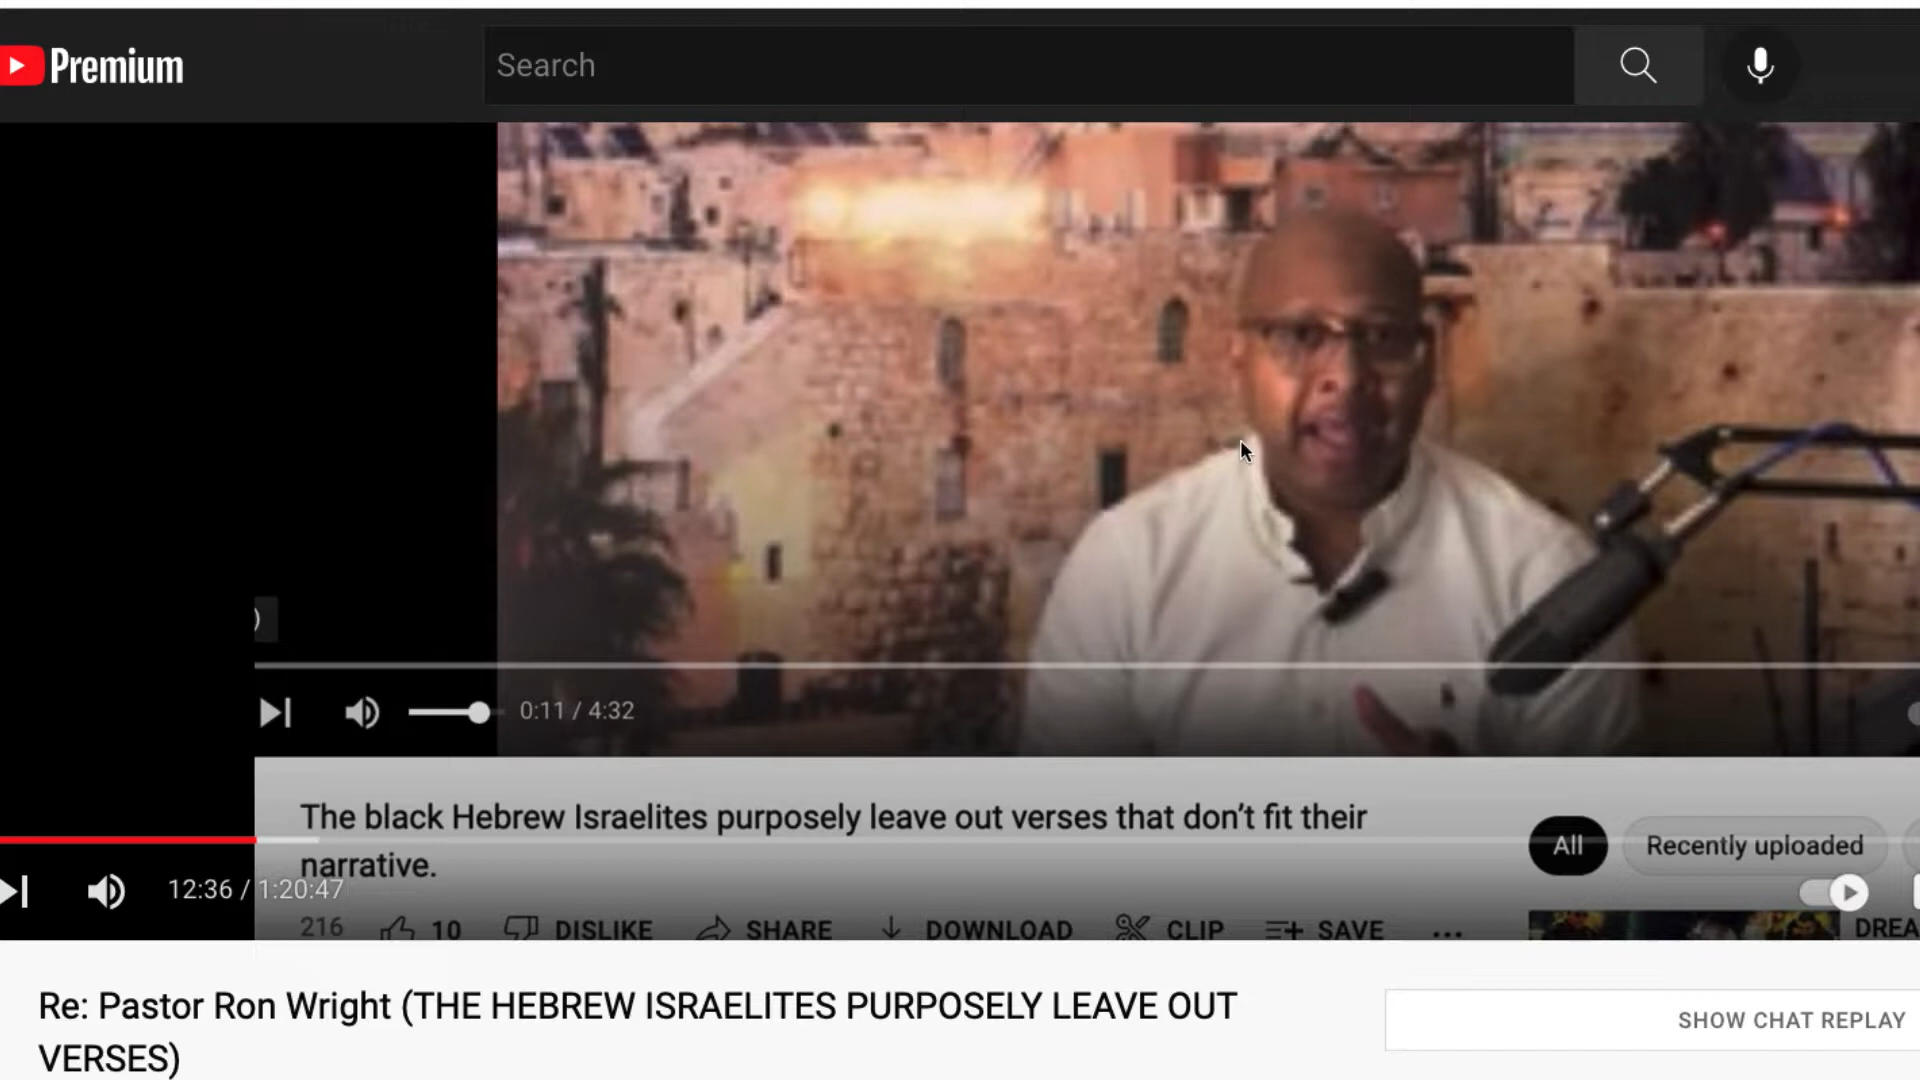 Premium
Search
0:11 / 4:32
The black Hebrew Israelites purposely leave out verses that don’t fit their
narrative.
All
Recently uploaded
12:36 / 1:20:47
216
10
DISLIKE
SHARE
DOWNLOAD
CLIP
SAVE
...
DREA
Re: Pastor Ron Wright (THE HEBREW ISRAELITES PURPOSELY LEAVE OUT
VERSES)
SHOW CHAT REPLAY